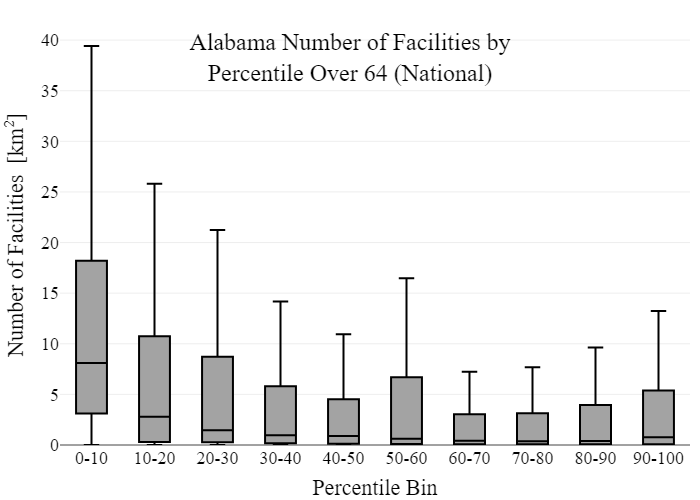 Alabama Number of Facilities by
Percentile Over 64 (National)
Number of Facilities [km²]
40
35
30
25
20
15
10
5
0
0-10 10-20 20-30 30-40 40-50 50-60 60-70 70-80 80-90 90-100
Percentile Bin